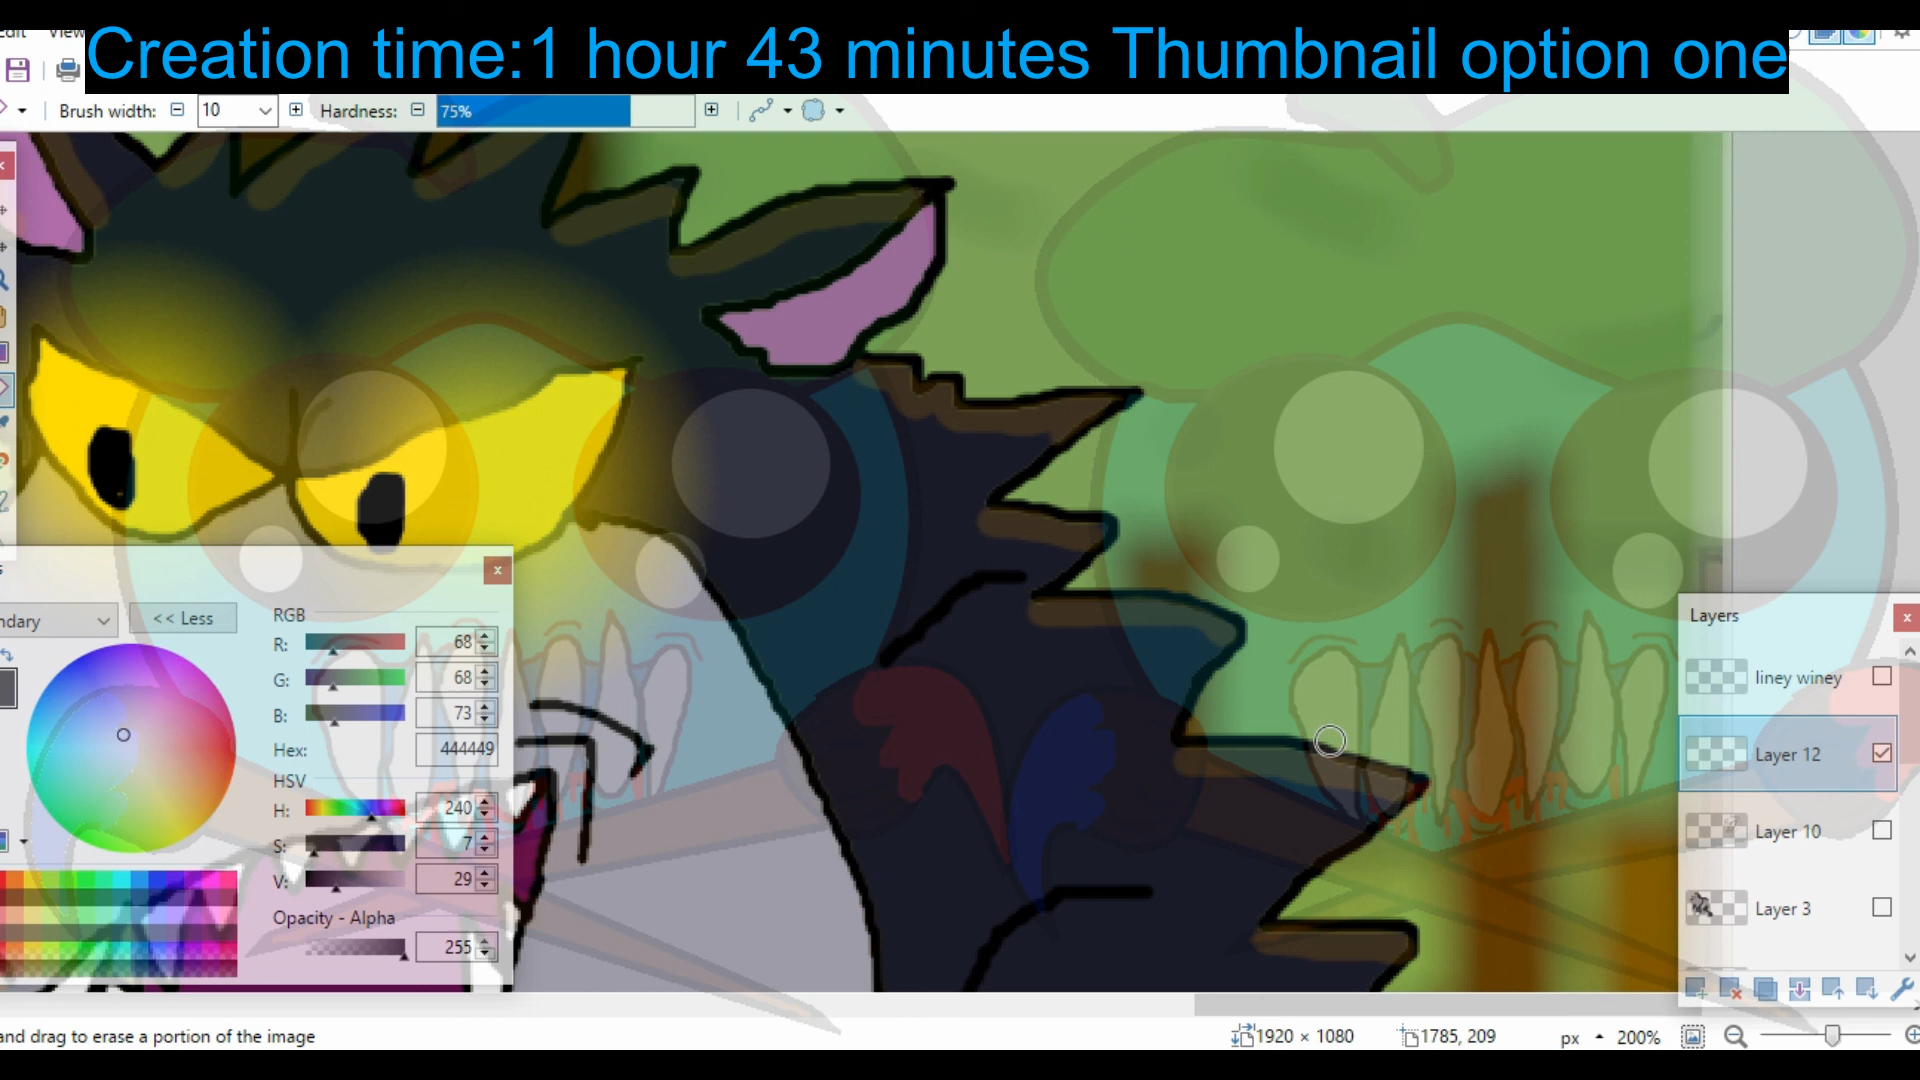 Creation time:1 hour 43 minutes Thumbnail option one
View
Brush width: 10 Hardness: 75%
<< Less
RGB
R: 68
G: 68
B: 73
Hex: 444449
HSV
H: 240
S: 7
V: 29
Opacity - Alpha
255
Layers
liney winey
Layer 12
Layer 10
Layer 3
and drag to erase a portion of the image
1920 × 1080
1785, 209
px
200%